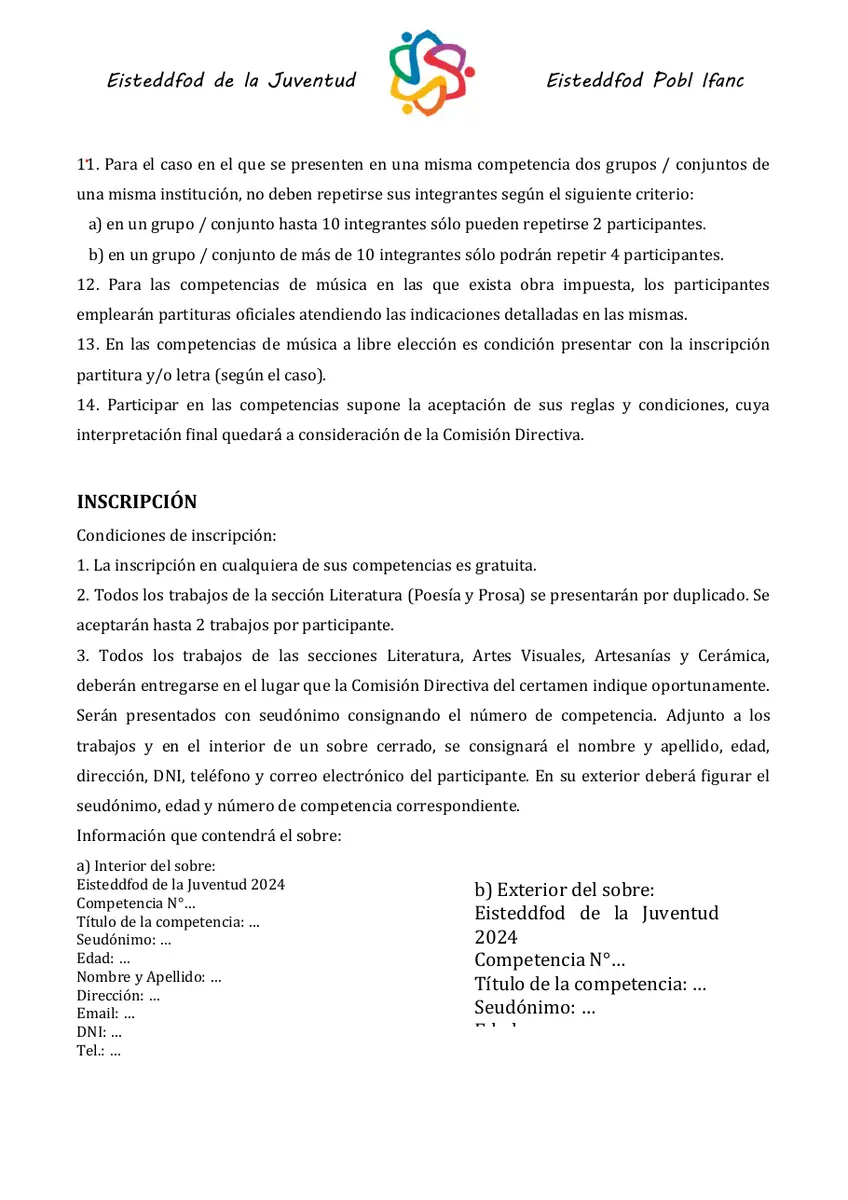 Eisteddfod de la Juventud
Eisteddfod Pobl Ifanc
11. Para el caso en el que se presenten en una misma competencia dos grupos / conjuntos de
una misma institución, no deben repetirse sus integrantes según el siguiente criterio:
a) en un grupo / conjunto hasta 10 integrantes sólo pueden repetirse 2 participantes.
b) en un grupo / conjunto de más de 10 integrantes sólo podrán repetir 4 participantes.
12. Para las competencias de música en las que exista obra impuesta, los participantes
emplearán partituras oficiales atendiendo las indicaciones detalladas en las mismas.
13. En las competencias de música a libre elección es condición presentar con la inscripción
partitura y/o letra (según el caso).
14. Participar en las competencias supone la aceptación de sus reglas y condiciones, cuya
interpretación final quedará a consideración de la Comisión Directiva.
INSCRIPCIÓN
Condiciones de inscripción:
1. La inscripción en cualquiera de sus competencias es gratuita.
2. Todos los trabajos de la sección Literatura (Poesía y Prosa) se presentarán por duplicado. Se
aceptarán hasta 2 trabajos por participante.
3. Todos los trabajos de las secciones Literatura, Artes Visuales, Artesanías y Cerámica,
deberán entregarse en el lugar que la Comisión Directiva del certamen indique oportunamente.
Serán presentados con seudónimo consignando el número de competencia. Adjunto a los
trabajos y en el interior de un sobre cerrado, se consignará el nombre y apellido, edad,
dirección, DNI, teléfono y correo electrónico del participante. En su exterior deberá figurar el
seudónimo, edad y número de competencia correspondiente.
Información que contendrá el sobre:
a) Interior del sobre:
Eisteddfod de la Juventud 2024
Competencia N°...
Título de la competencia: ...
Seudónimo: ...
Edad: ...
Nombre y Apellido: ...
Dirección: ...
Email: ...
DNI: ...
Tel.: ...
b) Exterior del sobre:
Eisteddfod de la Juventud
2024
Competencia N°...
Título de la competencia: ...
Seudónimo: ...